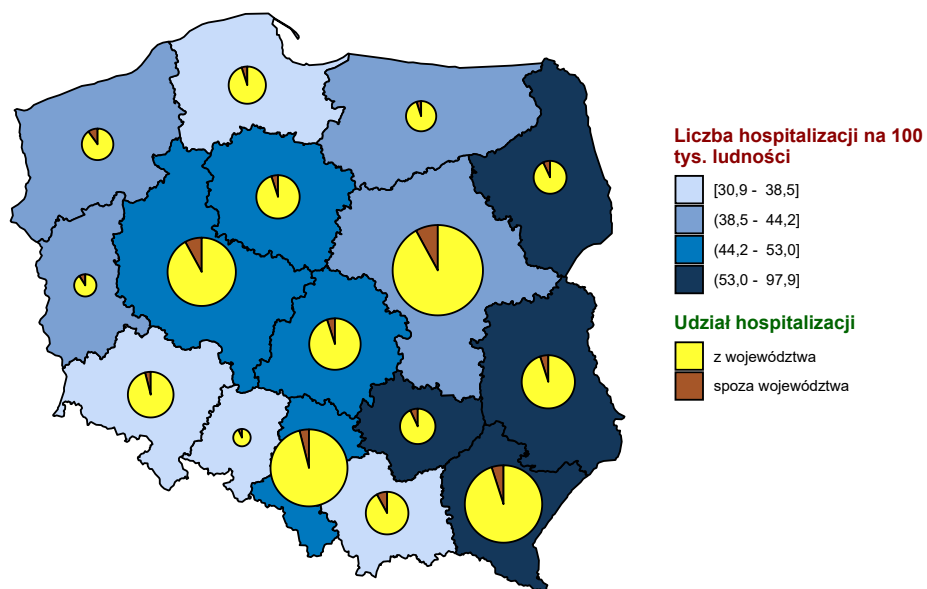 Liczba hospitalizacji na 100
tys. ludności
[30,9 - 38,5]
(38,5 - 44,2]
(44,2 - 53,0]
(53,0 - 97,9]
Udział hospitalizacji
z województwa
spoza województwa